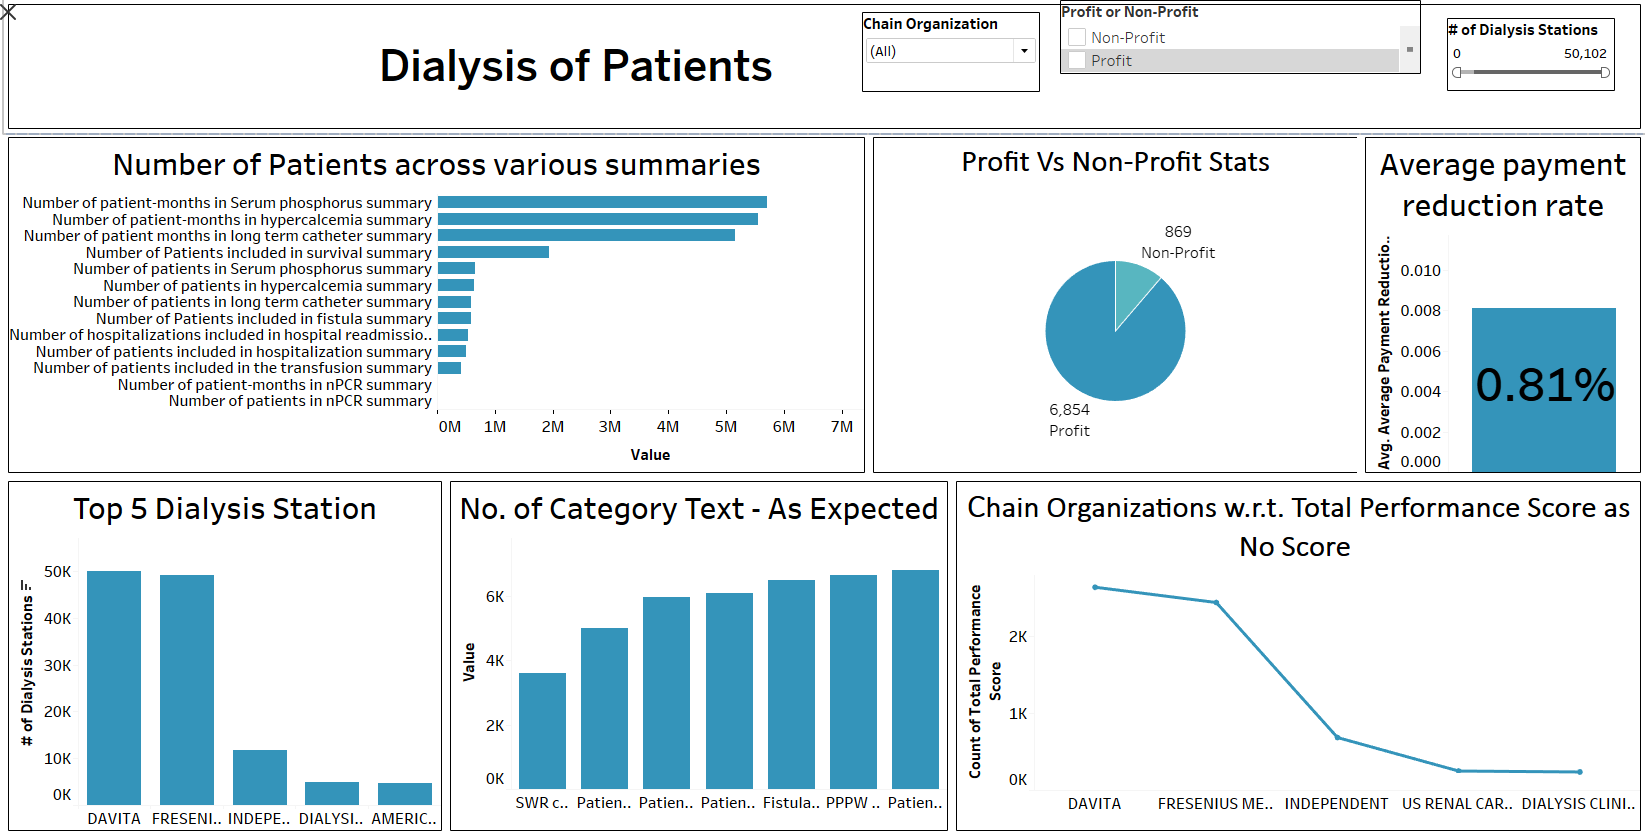 Dialysis of Patients
Chain Organization
(All)
Profit or Non-Profit
Non-Profit
Profit
# of Dialysis Stations
0 50,102
Number of Patients across various summaries
Number of patient-months in Serum phosphorus summary
Number of patient-months in hypercalcemia summary
Number of patient months in long term catheter summary
Number of Patients included in survival summary
Number of patients in Serum phosphorus summary
Number of patients in hypercalcemia summary
Number of patients in long term catheter summary
Number of Patients included in fistula summary
Number of hospitalizations included in hospital readmissio..
Number of patients included in hospitalization summary
Number of patients included in the transfusion summary
Number of patient-months in nPCR summary
Number of patients in nPCR summary
0M 1M 2M 3M 4M 5M 6M 7M
Value
Profit Vs Non-Profit Stats
869
Non-Profit
6,854
Profit
Average payment
reduction rate
Avg. Average Payment Reductio..
0.010
0.008
0.006
0.004
0.002
0.000
0.81%
Top 5 Dialysis Station
# of Dialysis Stations
50K
40K
30K
20K
10K
0K
DAVITA FRESENI.. INDEPE.. DIALYSI.. AMERIC..
No. of Category Text - As Expected
Value
6K
4K
2K
0K
SWR c.. Patien.. Patien.. Patien.. Fistula.. PPPW .. Patien..
Chain Organizations w.r.t. Total Performance Score as
No Score
Count of Total Performance
Score
2K
1K
0K
DAVITA FRESENIUS ME.. INDEPENDENT US RENAL CAR.. DIALYSIS CLINI..